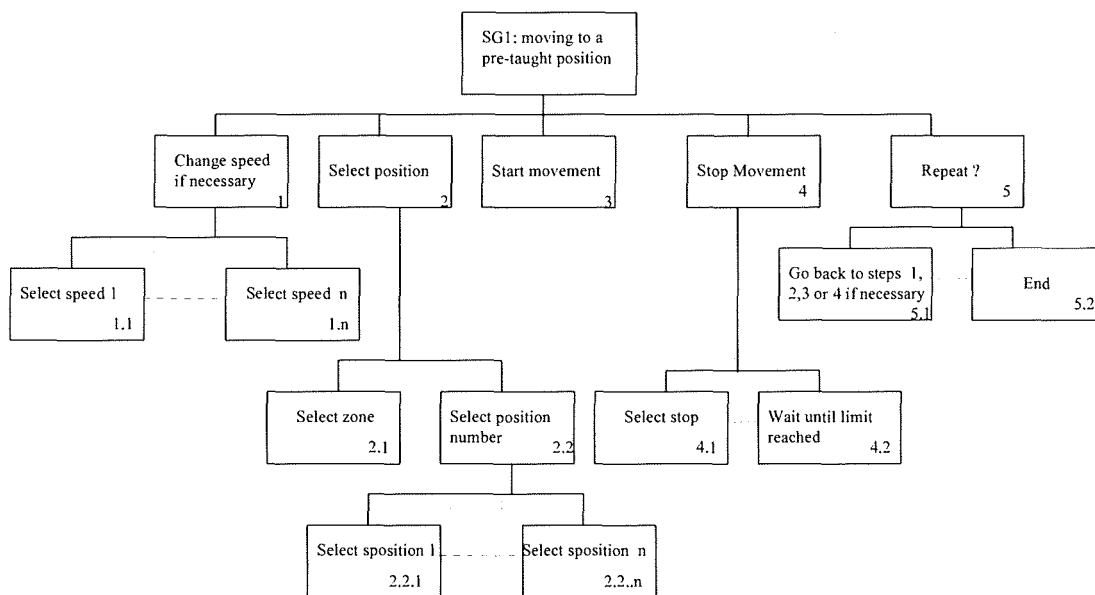 SG1: moving to a
pre-taught position
Change speed
if necessary
1
Select position
2
Start movement
3
Stop Movement
4
Repeat ?
5
Select speed 1
1.1
Select speed n
1.n
Go back to steps 1,
2,3 or 4 if necessary
5.1
End
5.2
Select zone
2.1
Select position
number
2.2
Select stop
4.1
Wait until limit
reached
4.2
Select sposition 1
2.2.1
Select sposition n
2.2..n